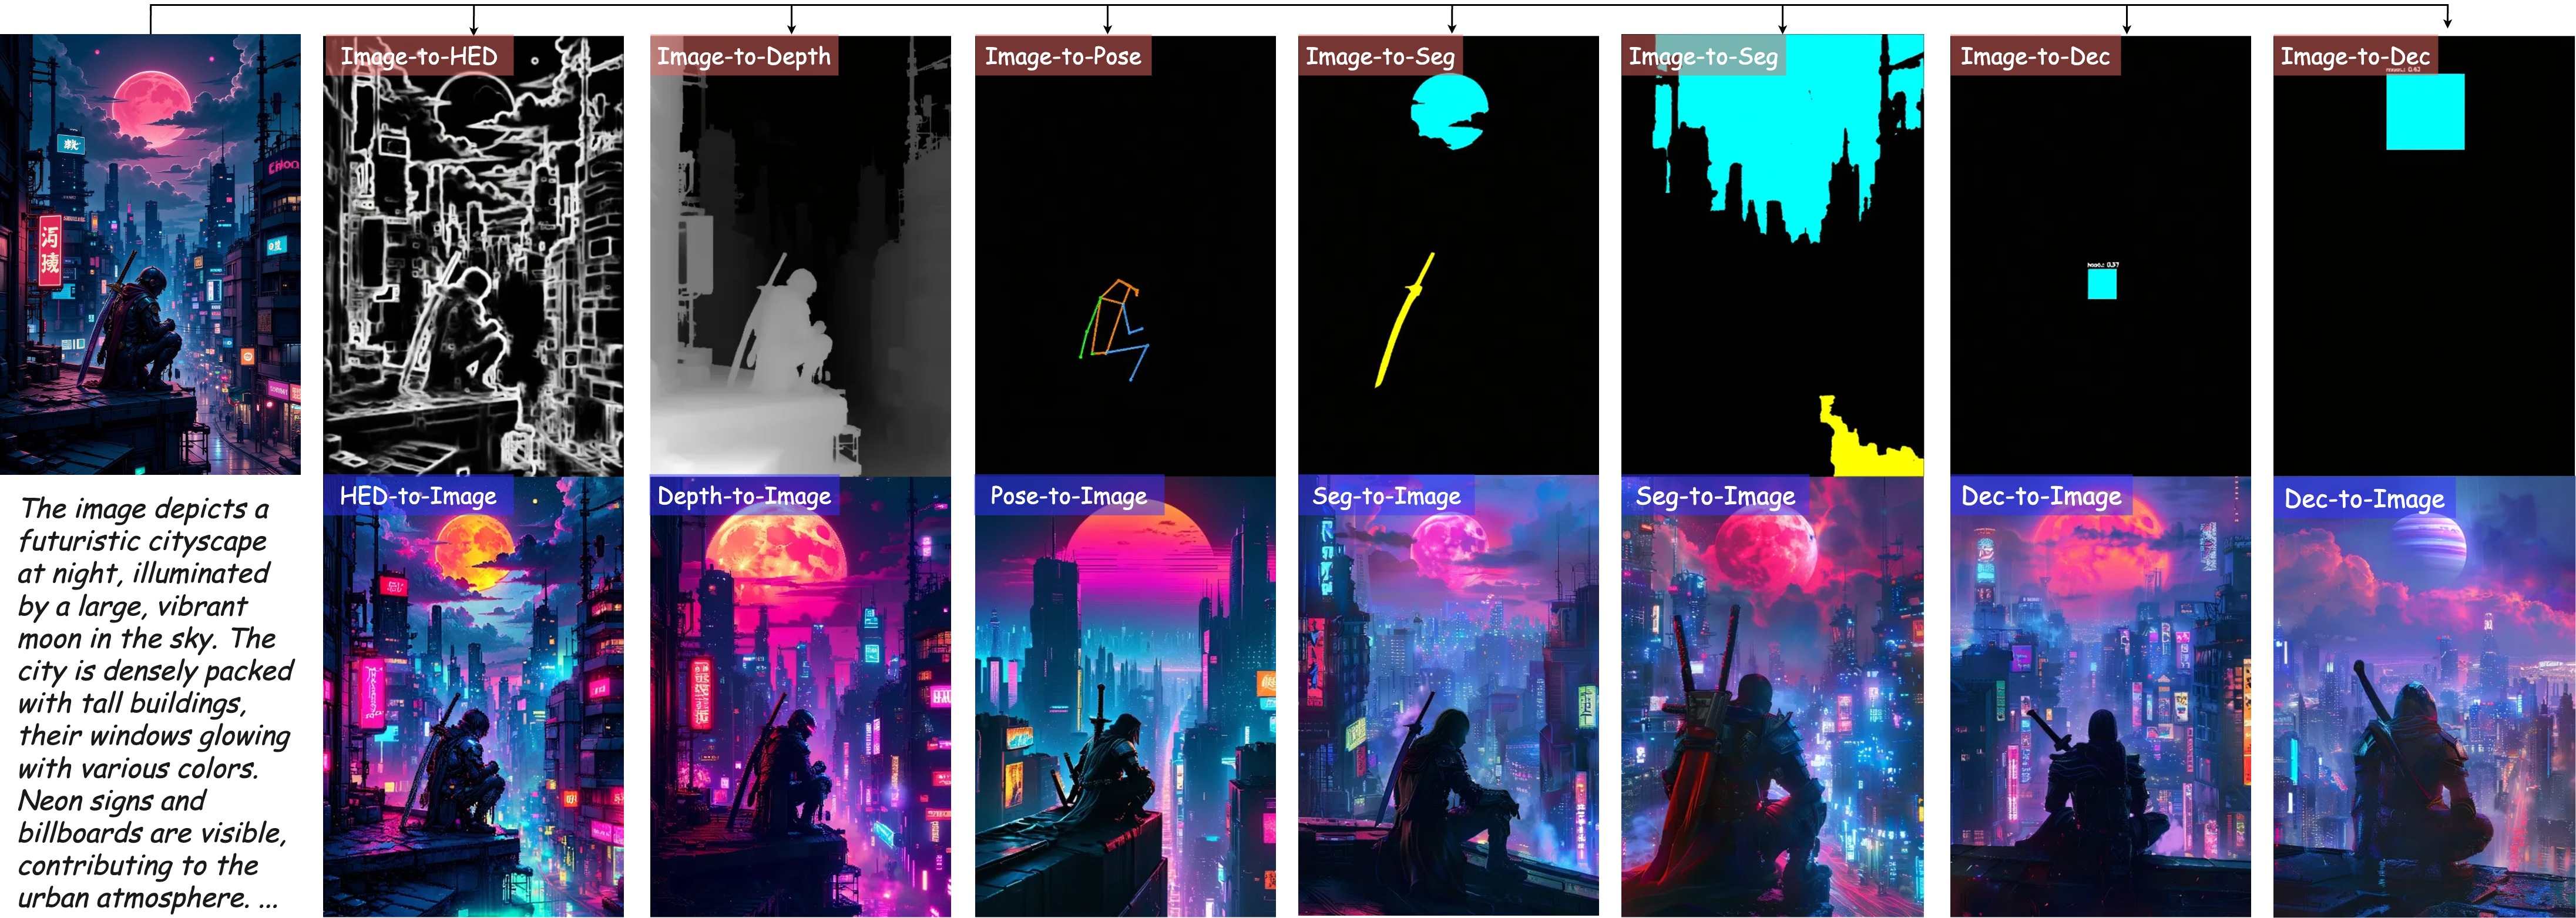 Image-to-HED
Image-to-Depth
Image-to-Pose
Image-to-Seg
Image-to-Seg
Image-to-Dec
Image-to-Dec
HED-to-Image
Depth-to-Image
Pose-to-Image
Seg-to-Image
Seg-to-Image
Dec-to-Image
Dec-to-Image
The image depicts a
futuristic cityscape
at night, illuminated
by a large, vibrant
moon in the sky. The
city is densely packed
with tall buildings,
their windows glowing
with various colors.
Neon signs and
billboards are visible,
contributing to the
urban atmosphere. ...